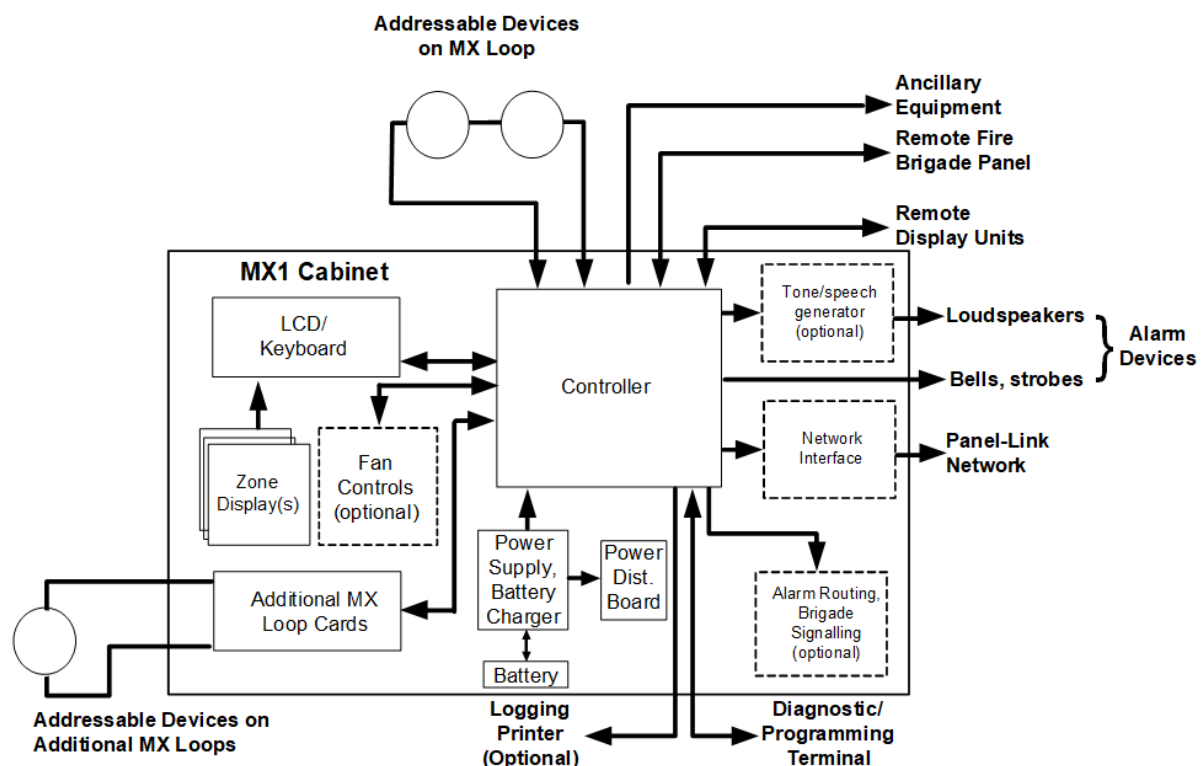 Addressable Devices
on MX Loop
Ancillary
Equipment
Remote Fire
Brigade Panel
Remote
Display Units
MX1 Cabinet
LCD/
Keyboard
Controller
Tone/speech
generator
(optional)
Loudspeakers
Alarm
Devices
Bells, strobes
Zone
Display(s)
Fan
Controls
(optional)
Network
Interface
Panel-Link
Network
Power
Supply,
Battery
Charger
Power
Dist.
Board
Additional MX
Loop Cards
Alarm Routing,
Brigade
Signalling
(optional)
Battery
Addressable Devices on
Additional MX Loops
Logging
Printer
(Optional)
Diagnostic/
Programming
Terminal